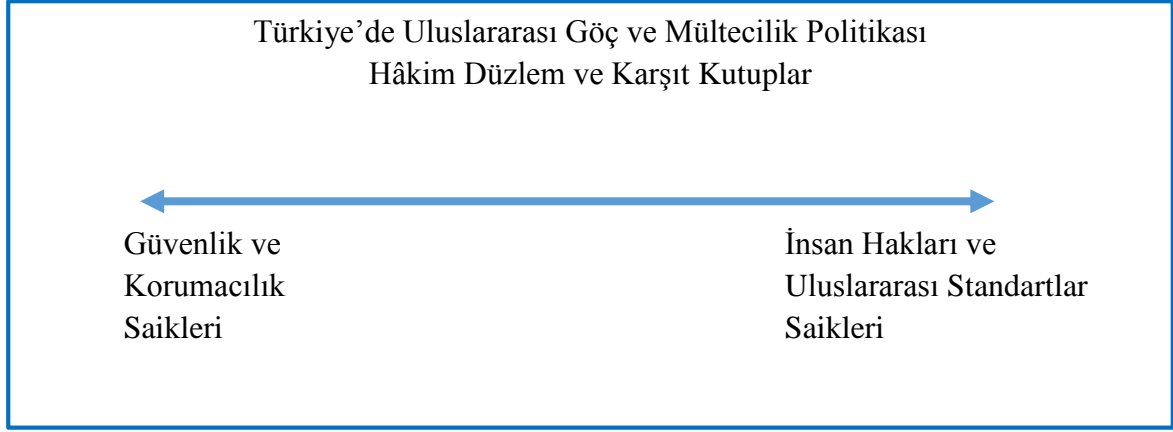 Türkiye’de Uluslararası Göç ve Mültecilik Politikası
Hâkim Düzlem ve Karşıt Kutuplar
Güvenlik ve
Korumacılık
Saikleri
İnsan Hakları ve
Uluslararası Standartlar
Saikleri